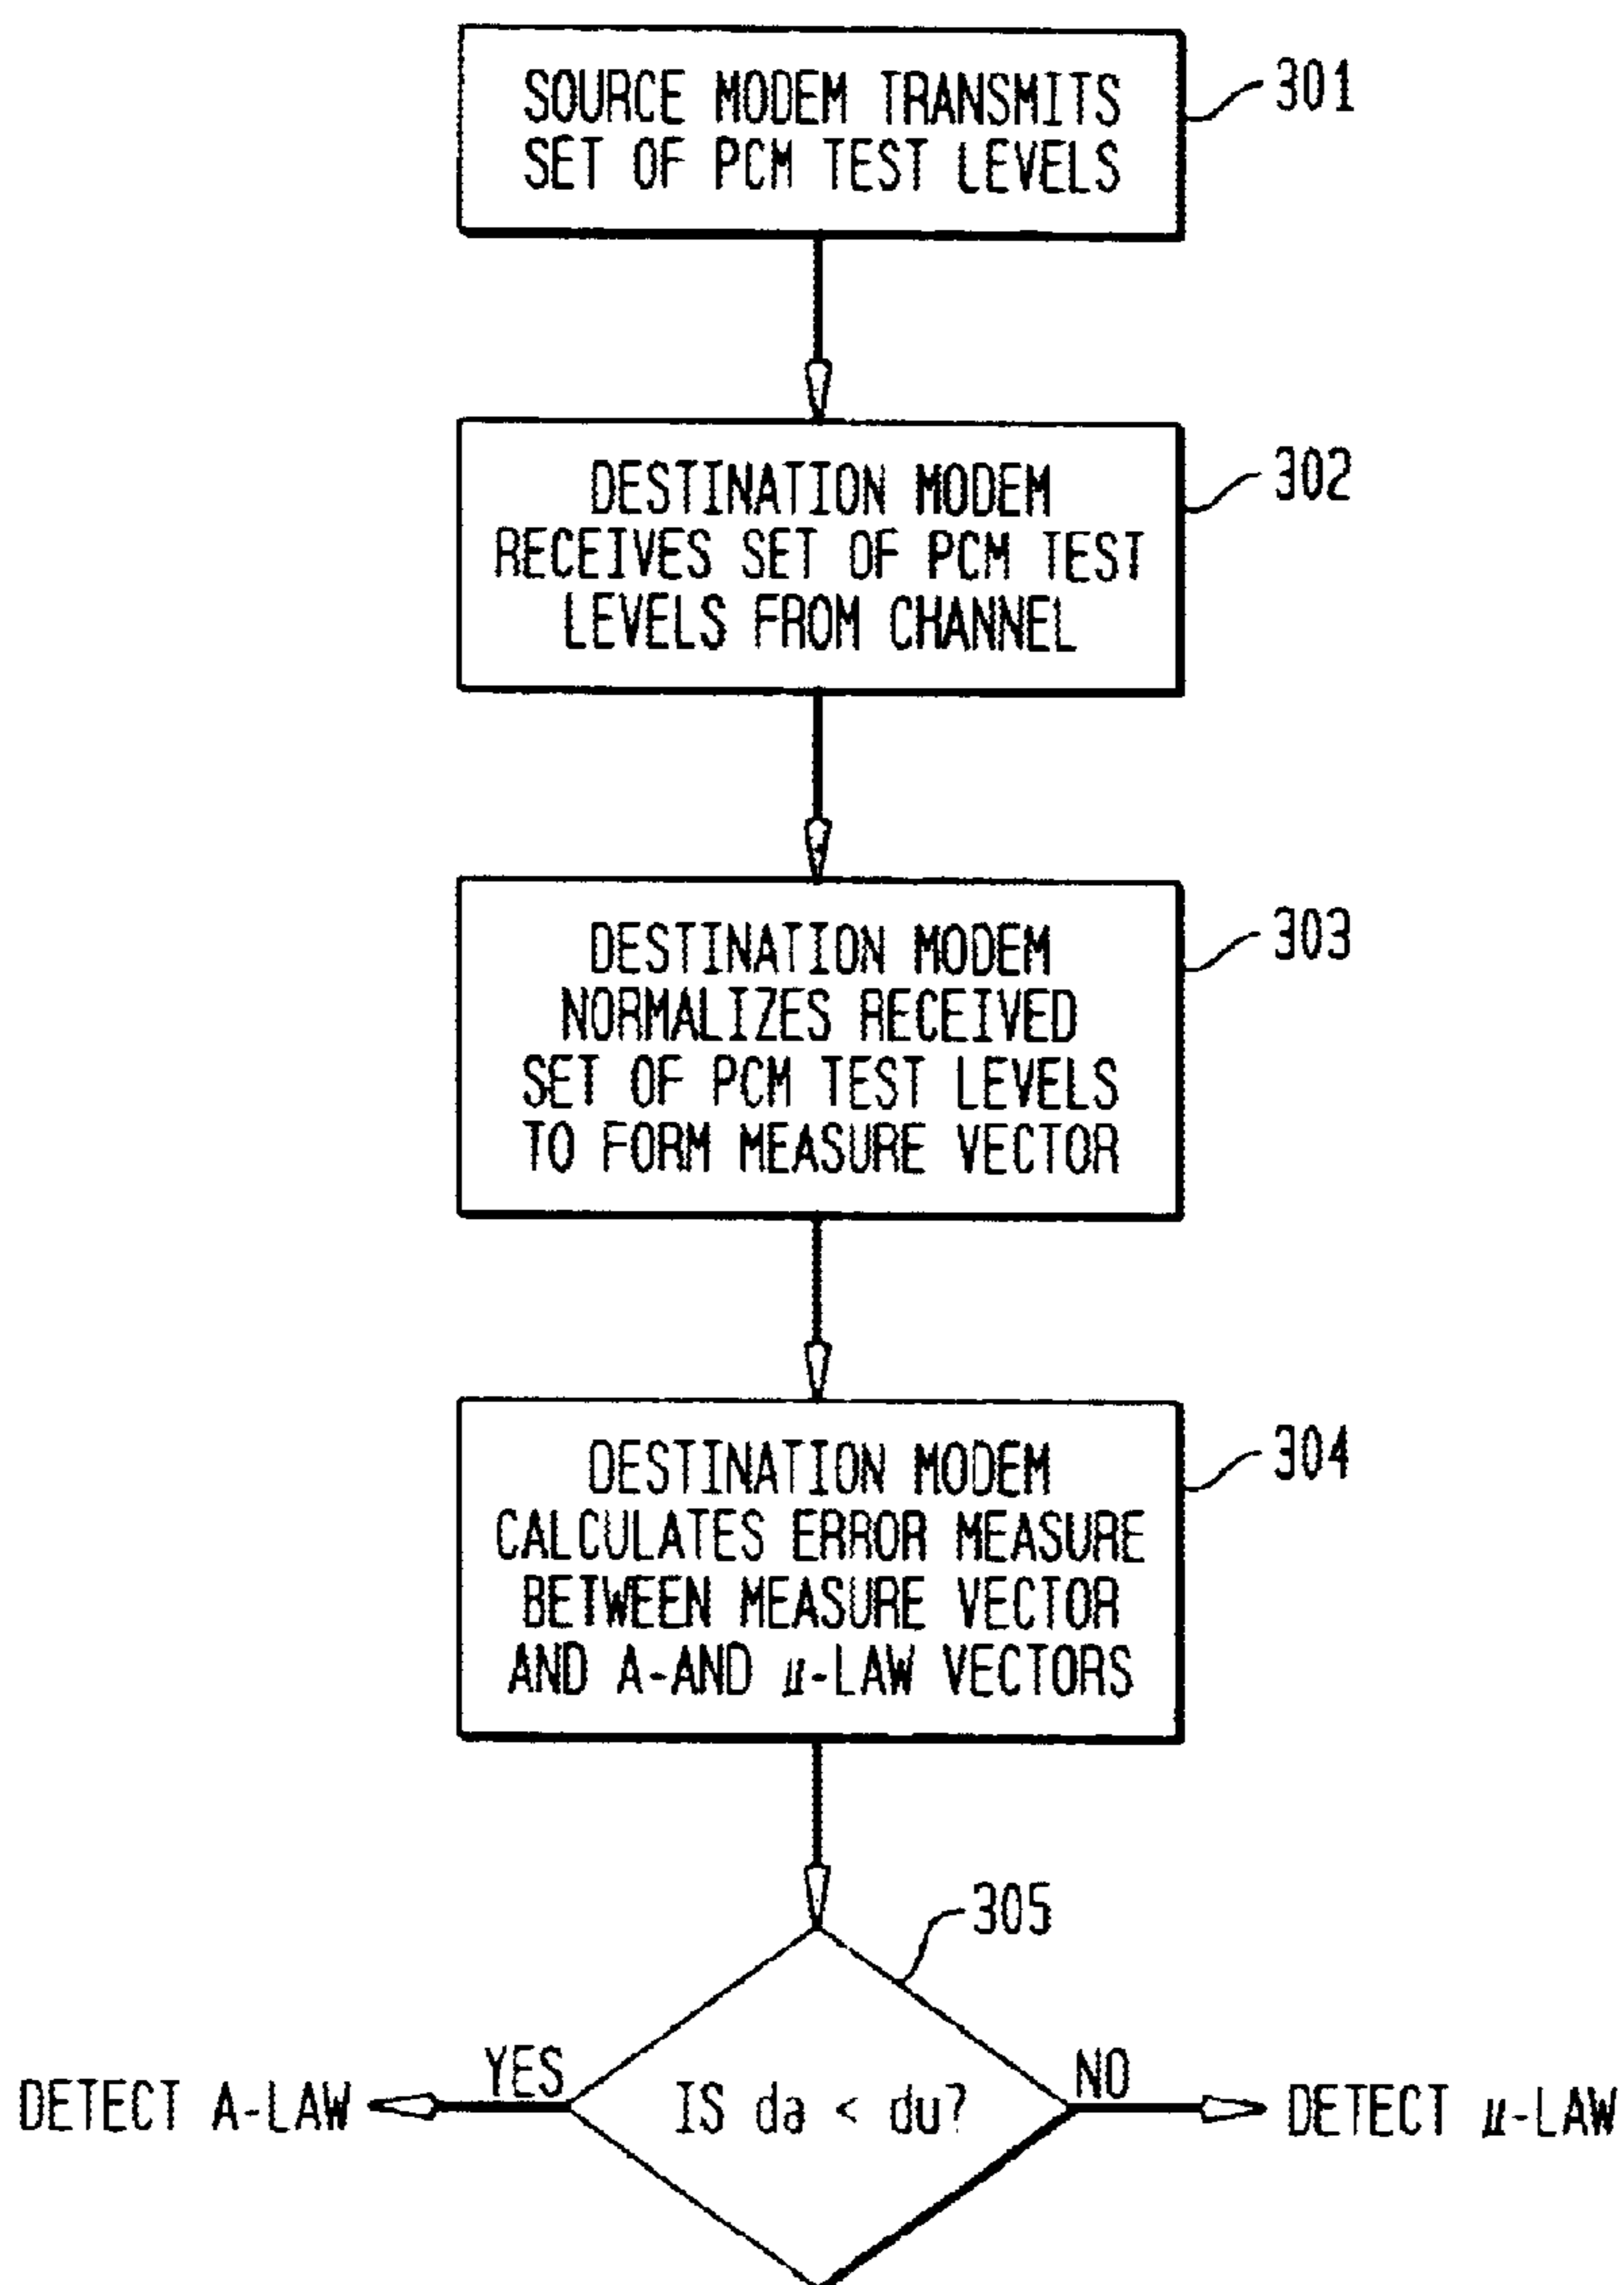 SOURCE MODEM TRANSMITS
SET OF PCM TEST LEVELS
301
DESTINATION MODEM
RECEIVES SET OF PCM TEST
LEVELS FROM CHANNEL
302
DESTINATION MODEM
NORMALIZES RECEIVED
SET OF PCM TEST LEVELS
TO FORM MEASURE VECTOR
303
DESTINATION MODEM
CALCULATES ERROR MEASURE
BETWEEN MEASURE VECTOR
AND A-AND μ-LAW VECTORS
304
305
DETECT A-LAW
YES
IS da < du?
NO
DETECT μ-LAW